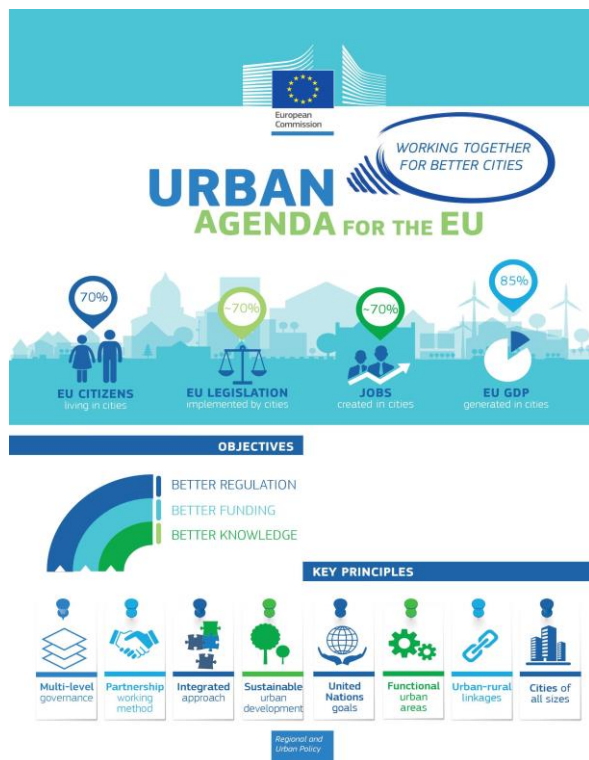 European
Commission
WORKING TOGETHER
FOR BETTER CITIES
URBAN
AGENDA FOR THE EU
70%
~70%
~70%
85%
EU CITIZENS
living in cities
EU LEGISLATION
implemented by cities
JOBS
created in cities
EU GDP
generated in cities
OBJECTIVES
BETTER REGULATION
BETTER FUNDING
BETTER KNOWLEDGE
KEY PRINCIPLES
Multi-level
governance
Partnership
working
method
Integrated
approach
Sustainable
urban
development
United
Nations
goals
Functional
urban
areas
Urban-rural
linkages
Cities of
all sizes
Regional and
Urban Policy